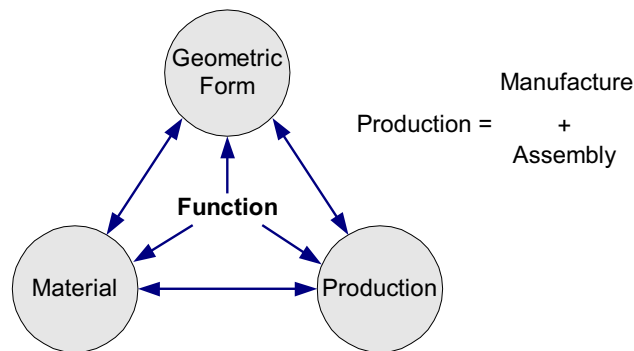 Geometric
Form
Manufacture
Production =
+
Assembly
Function
Material
Production